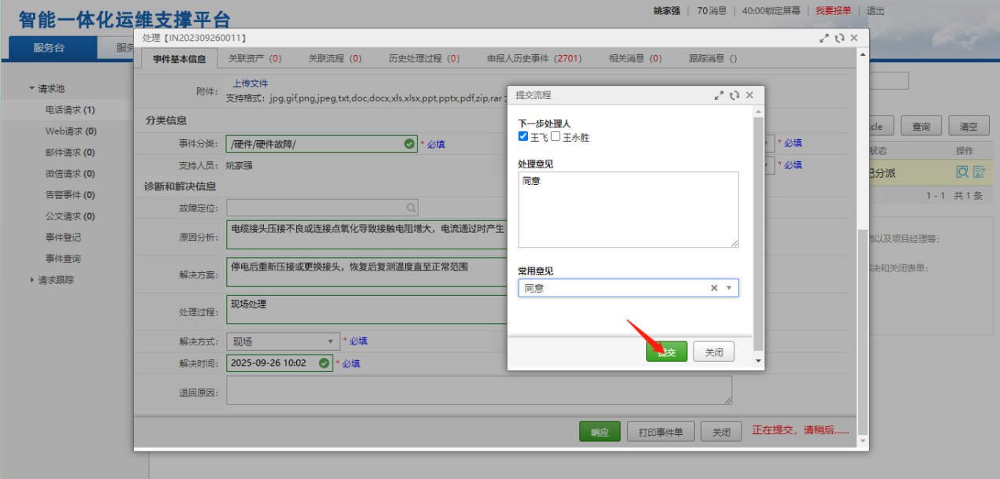 智能一体化运维支撑平台
姚家强 | 70消息 | 40:00锁定屏幕 | 我要报单 | 退出
服务台
处理【IN202309260011】
事件基本信息 关联资产 (0) 关联流程 (0) 历史处理过程 (0) 申报人历史事件 (2701) 相关消息 (0) 跟踪消息 ()
请求池
电话请求 (1)
Web请求 (0)
邮件请求 (0)
微信请求 (0)
告警事件 (0)
公文请求 (0)
事件登记
事件查询
请求跟踪
附件: 上传文件
支持格式: jpg,gif,png,jpeg,txt,doc,docx,xls,xlsx,ppt,pptx,pdf,zip,rar
分类信息
事件分类: /硬件/硬件故障/ * 必填
* 必填
支持人员: 姚家强
* 必填
诊断和解决信息
故障定位:
原因分析: 电缆接头压接不良或连接点氧化导致接触电阻增大，电流通过时产生
解决方案: 停电后重新压接或更换接头，恢复后复测温度直至正常范围
处理过程: 现场处理
解决方式: 现场 * 必填
解决时间: 2025-09-26 10:02 * 必填
退回原因:
响应 打印事件单 关闭 正在提交，请稍后......
提交流程
下一步处理人
王飞 王永胜
处理意见
同意
常用意见
同意
提交 关闭
cle 查询 清空
状态 操作
已分派
1 - 1 共 1 条
以及项目经理等;
决和关闭表单;